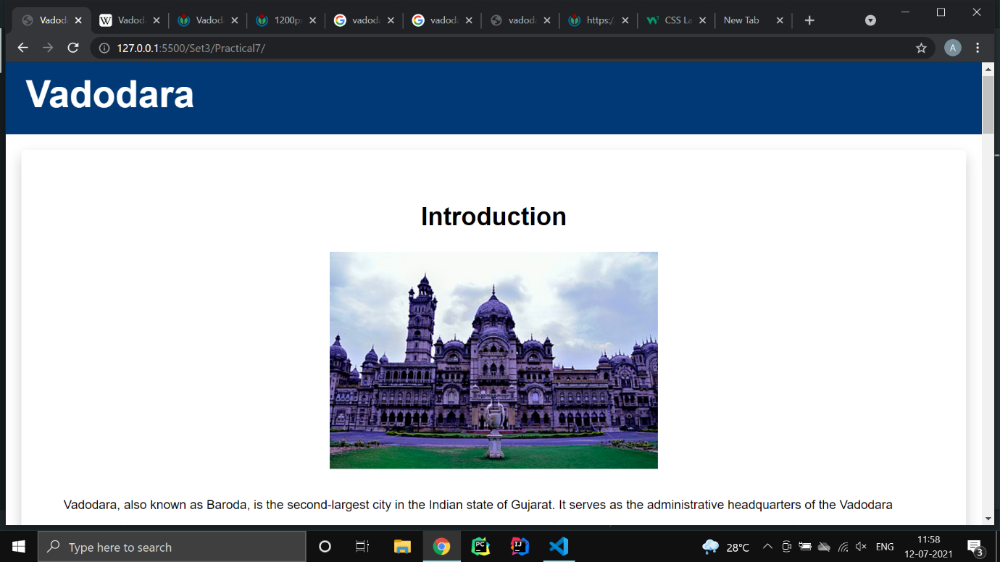 Vadod
Vadod
Vadod
1200px
vadod
vadod
vadod
https:/
CSS La
New Tab
127.0.0.1:5500/Set3/Practical7/
A
Vadodara
Introduction
Vadodara, also known as Baroda, is the second-largest city in the Indian state of Gujarat. It serves as the administrative headquarters of the Vadodara
Type here to search
PC
IJ
28°C
ENG
11:58
12-07-2021
3